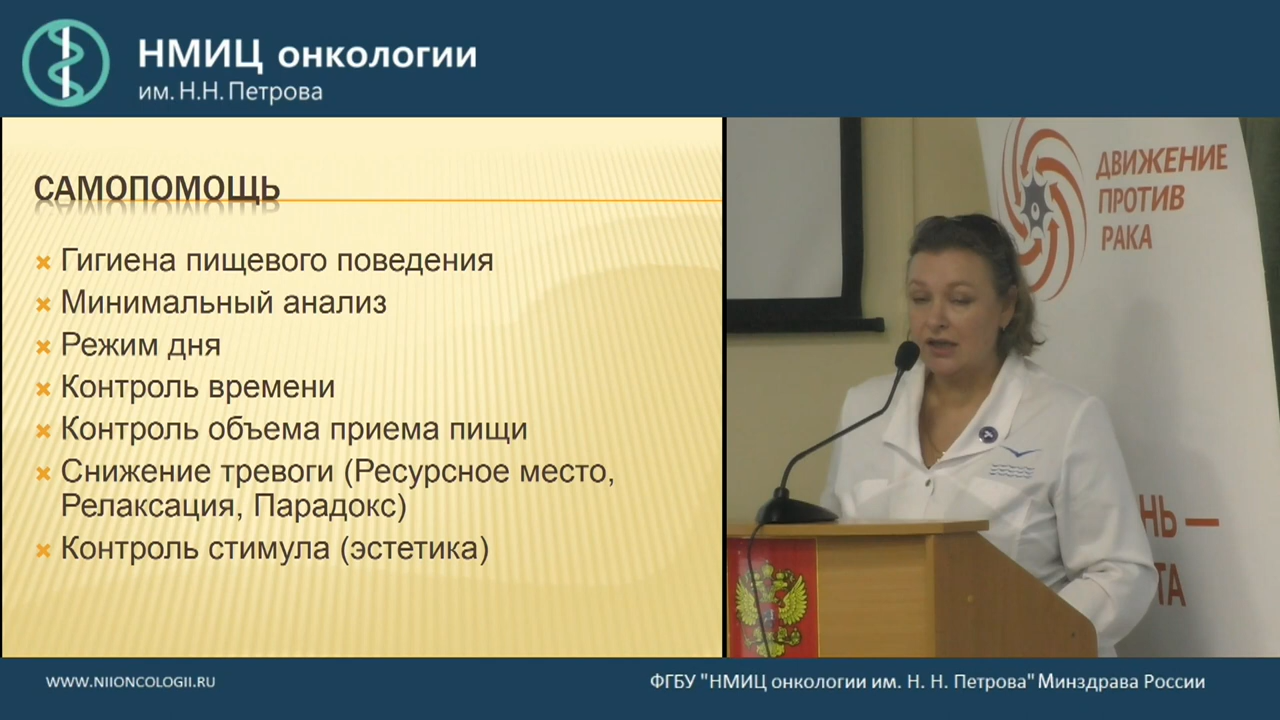 НМИЦ онкологии
им. Н.Н. Петрова
САМОПОМОЩЬ
Гигиена пищевого поведения
Минимальный анализ
Режим дня
Контроль времени
Контроль объема приема пищи
Снижение тревоги (Ресурсное место,
Релаксация, Парадокс)
Контроль стимула (эстетика)
ДВИЖЕНИЕ
ПРОТИВ
РАКА
НЬ —
ТА
WWW.NIIONCOLOGII.RU
ФГБУ "НМИЦ онкологии им. Н. Н. Петрова" Минздрава России